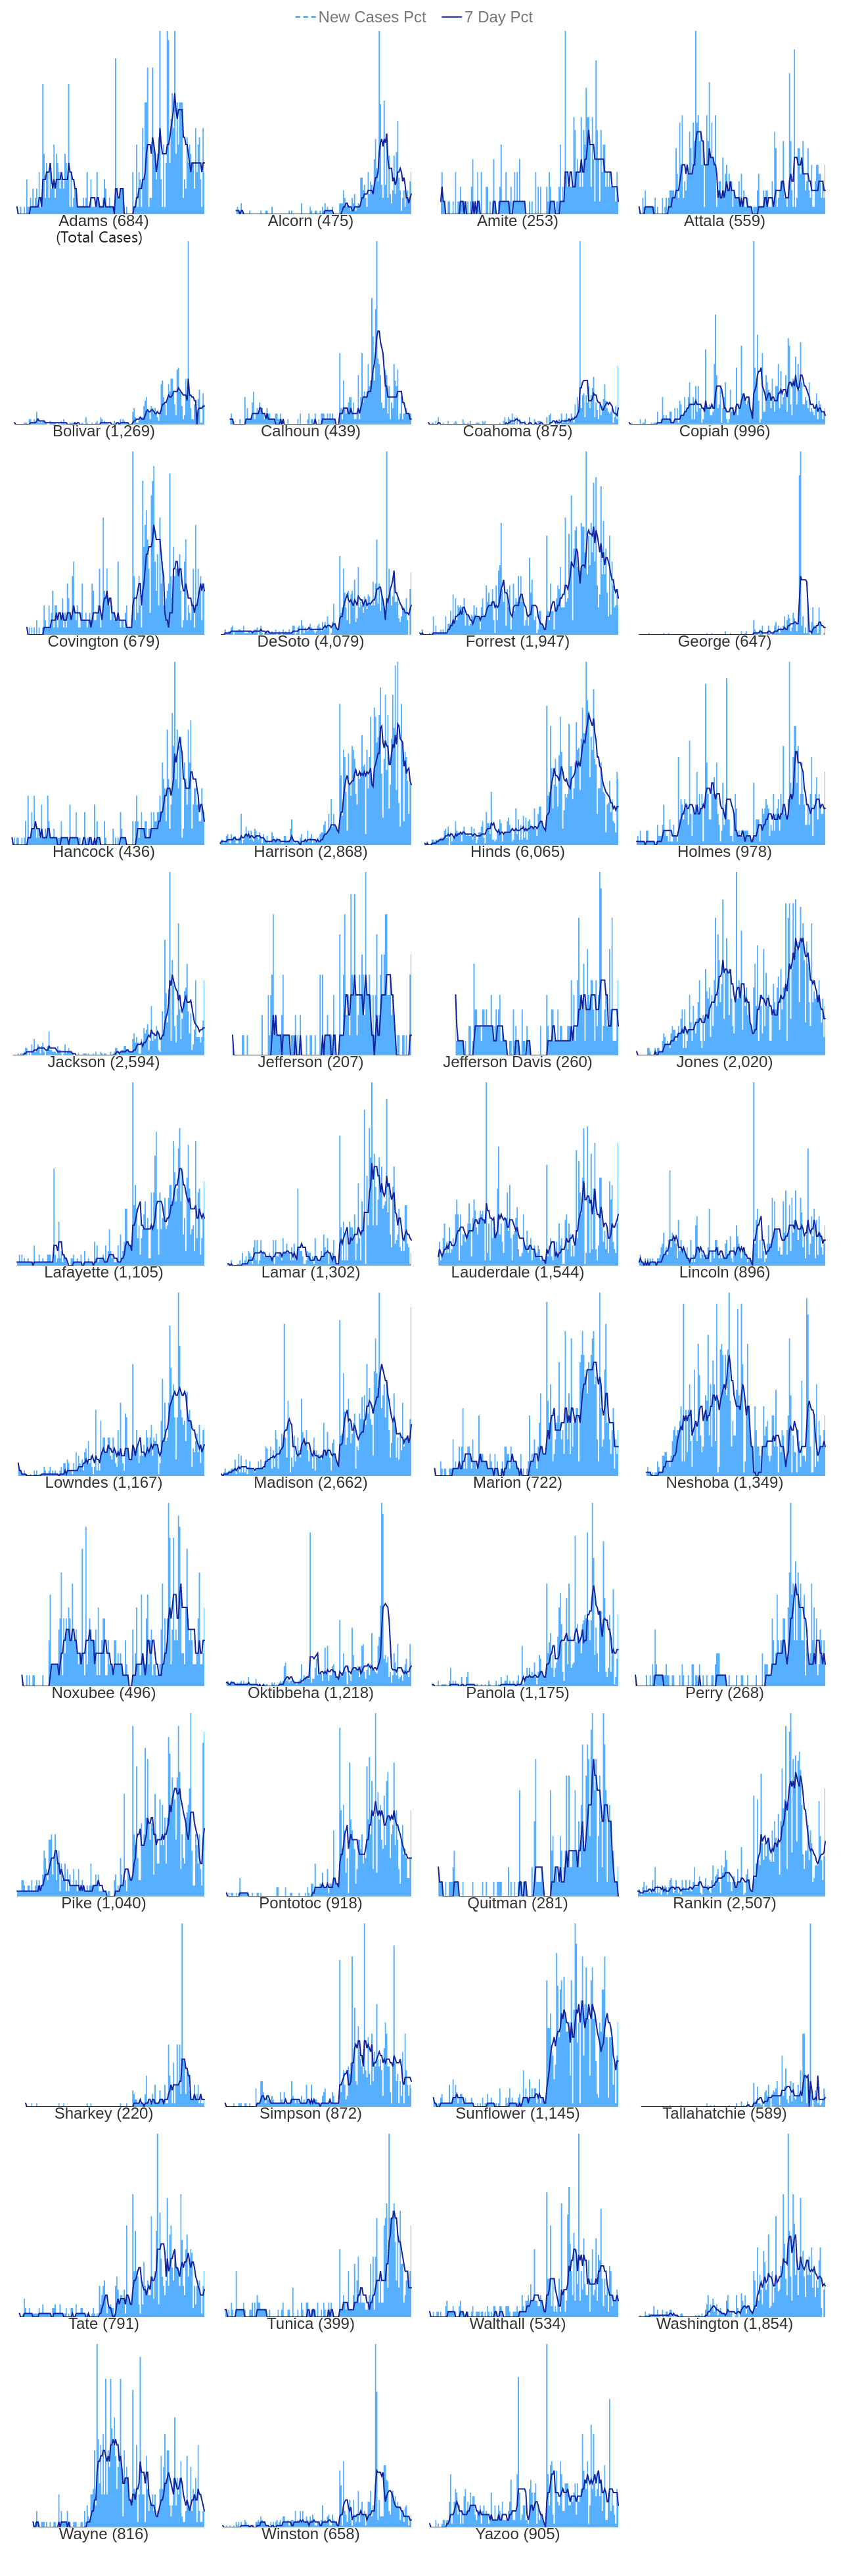 New Cases Pct 7 Day Pct
Adams (684) Alcorn (475) Amite (253) Attala (559)
(Total Cases)
Bolivar (1,269) Calhoun (439) Coahoma (875) Copiah (996)
Covington (679) DeSoto (4,079) Forrest (1,947) George (647)
Hancock (436) Harrison (2,868) Hinds (6,065) Holmes (978)
Jackson (2,594) Jefferson (207) Jefferson Davis (260) Jones (2,020)
Lafayette (1,105) Lamar (1,302) Lauderdale (1,544) Lincoln (896)
Lowndes (1,167) Madison (2,662) Marion (722) Neshoba (1,349)
Noxubee (496) Oktibbeha (1,218) Panola (1,175) Perry (268)
Pike (1,040) Pontotoc (918) Quitman (281) Rankin (2,507)
Sharkey (220) Simpson (872) Sunflower (1,145) Tallahatchie (589)
Tate (791) Tunica (399) Walthall (534) Washington (1,854)
Wayne (816) Winston (658) Yazoo (905)